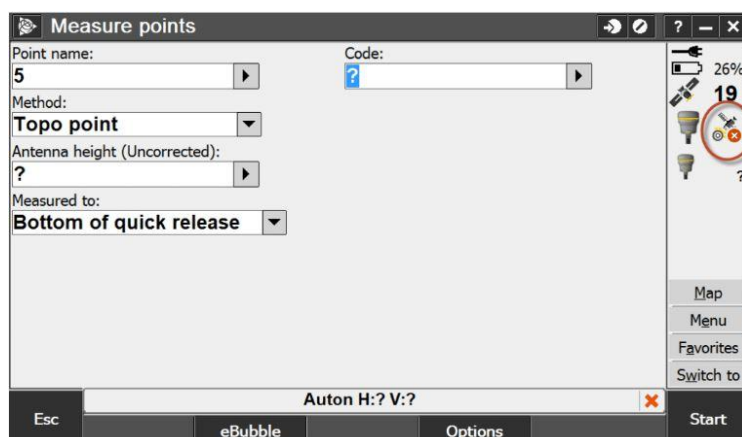 Measure points
? – ×
Point name:
5
Code:
?
Method:
Topo point
Antenna height (Uncorrected):
?
Measured to:
Bottom of quick release
26%
19
?
Map
Menu
Favorites
Switch to
Auton H:? V:?
Esc
eBubble
Options
Start